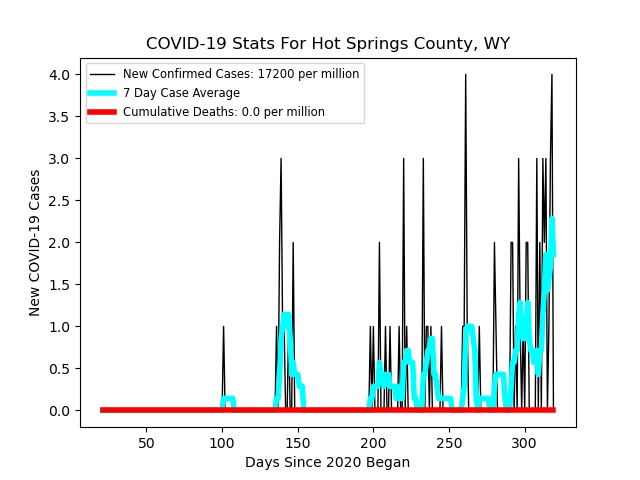 COVID-19 Stats For Hot Springs County, WY
New Confirmed Cases: 17200 per million
7 Day Case Average
Cumulative Deaths: 0.0 per million
New COVID-19 Cases
4.0
3.5
3.0
2.5
2.0
1.5
1.0
0.5
0.0
50 100 150 200 250 300
Days Since 2020 Began